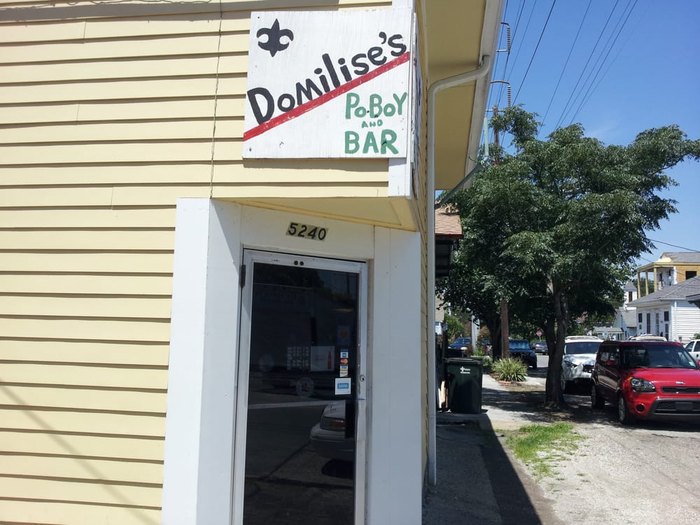 Domilise's
Po-Boy
AND
BAR
5240